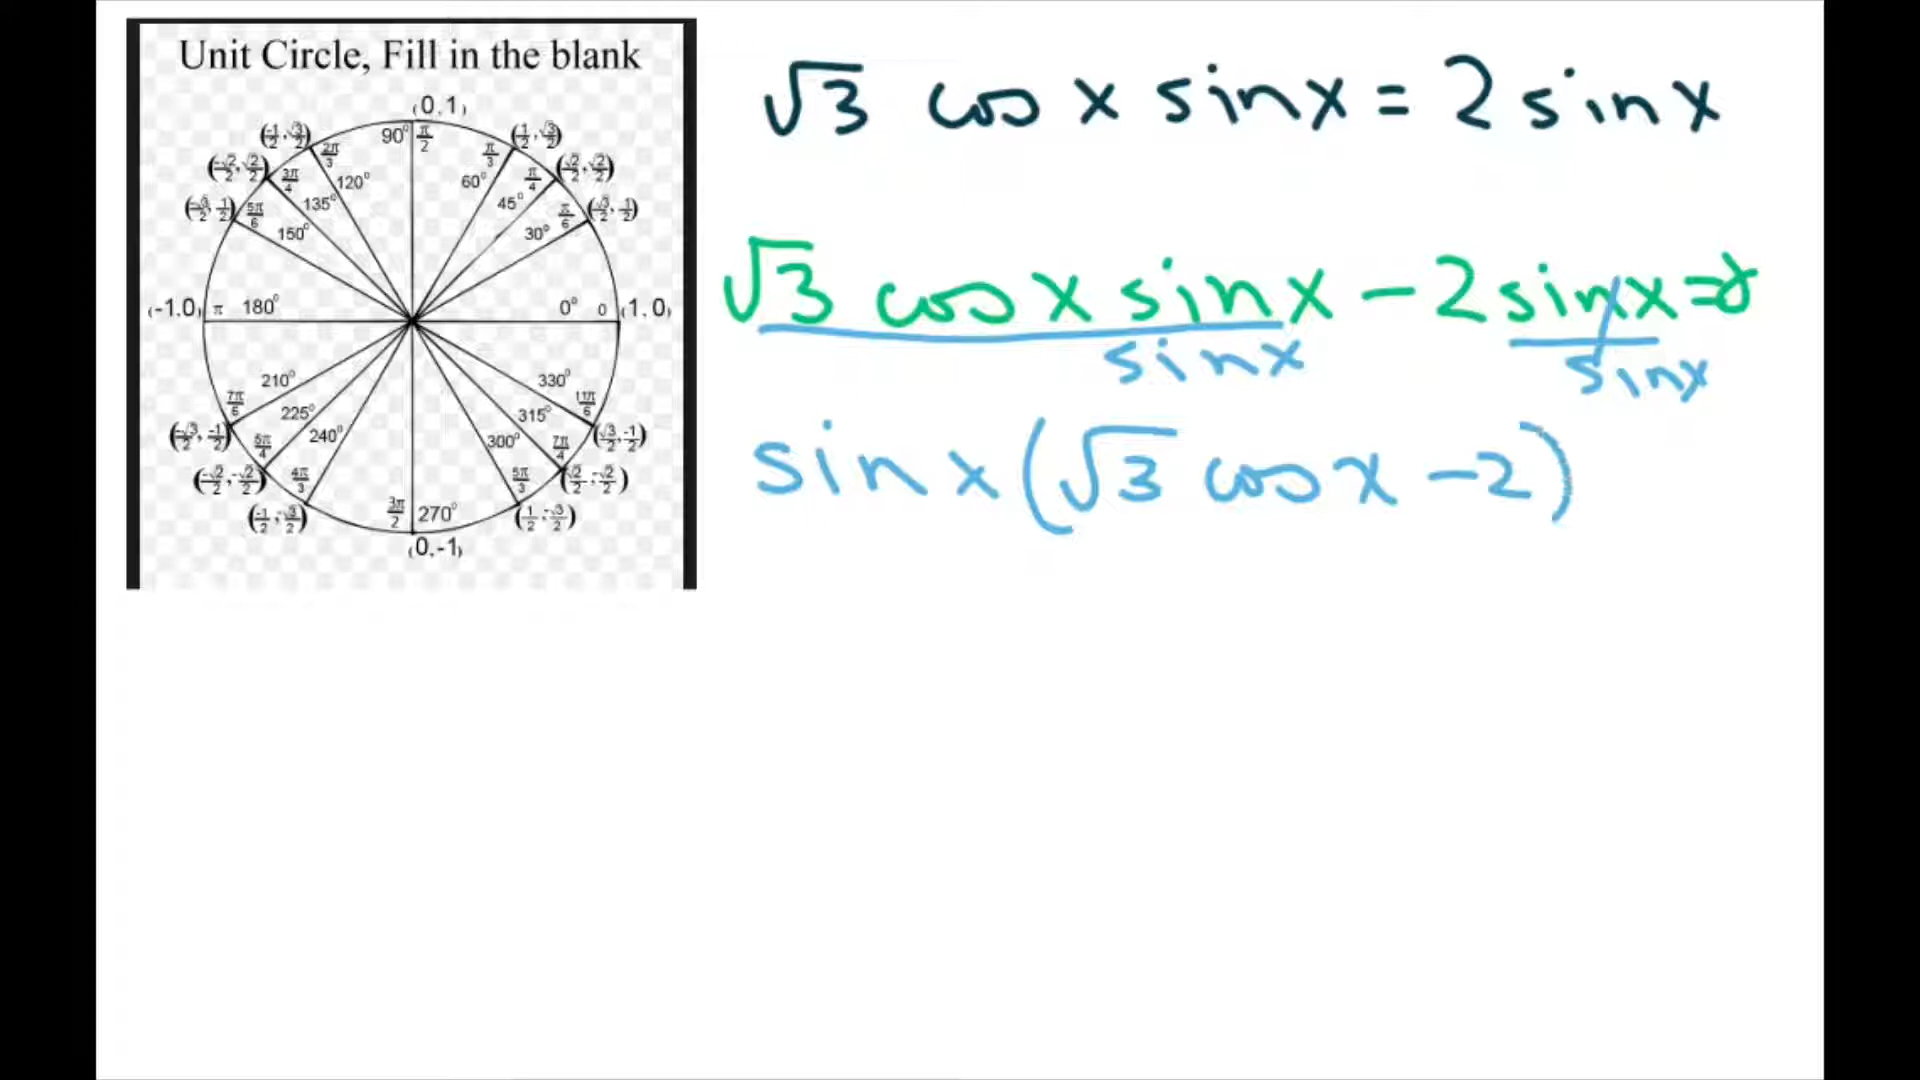 Unit Circle, Fill in the blank
(0,1)
90° π/2
(-1/2, √3/2) 2π/3 120°
(-√2/2, √2/2) 3π/4 135°
(-√3/2, 1/2) 5π/6 150°
(1/2, √3/2) π/3 60°
(√2/2, √2/2) π/4 45°
(√3/2, 1/2) π/6 30°
(-1.0) π 180°
0° 0 (1,0)
210° 7π/6 (-√3/2, -1/2)
225° 5π/4 (-√2/2, -√2/2)
240° 4π/3 (-1/2, -√3/2)
330° 11π/6 (√3/2, -1/2)
315° 7π/4 (√2/2, -√2/2)
300° 5π/3 (1/2, -√3/2)
3π/2 270°
(0,-1)
√3 cos x sin x = 2 sin x
√3 cos x sin x - 2 sin x = 0
sin x sin x
sin x (√3 cos x - 2)